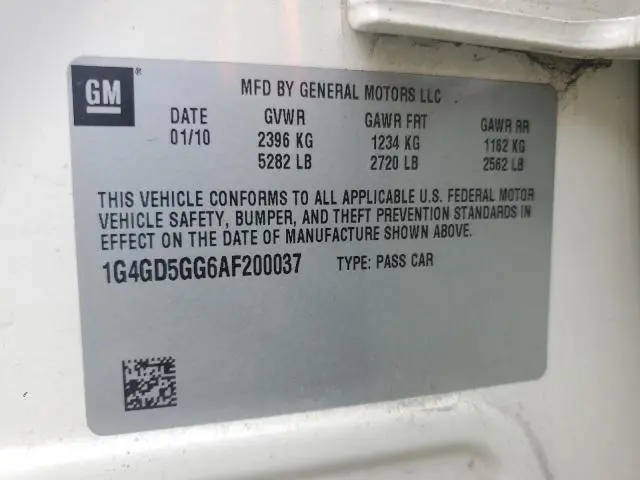 GM ®
MFD BY GENERAL MOTORS LLC
DATE GVWR GAWR FRT GAWR RR
01/10 2396 KG 1234 KG 1162 KG
5282 LB 2720 LB 2562 LB
THIS VEHICLE CONFORMS TO ALL APPLICABLE U.S. FEDERAL MOTOR
VEHICLE SAFETY, BUMPER, AND THEFT PREVENTION STANDARDS IN
EFFECT ON THE DATE OF MANUFACTURE SHOWN ABOVE.
1G4GD5GG6AF200037 TYPE: PASS CAR